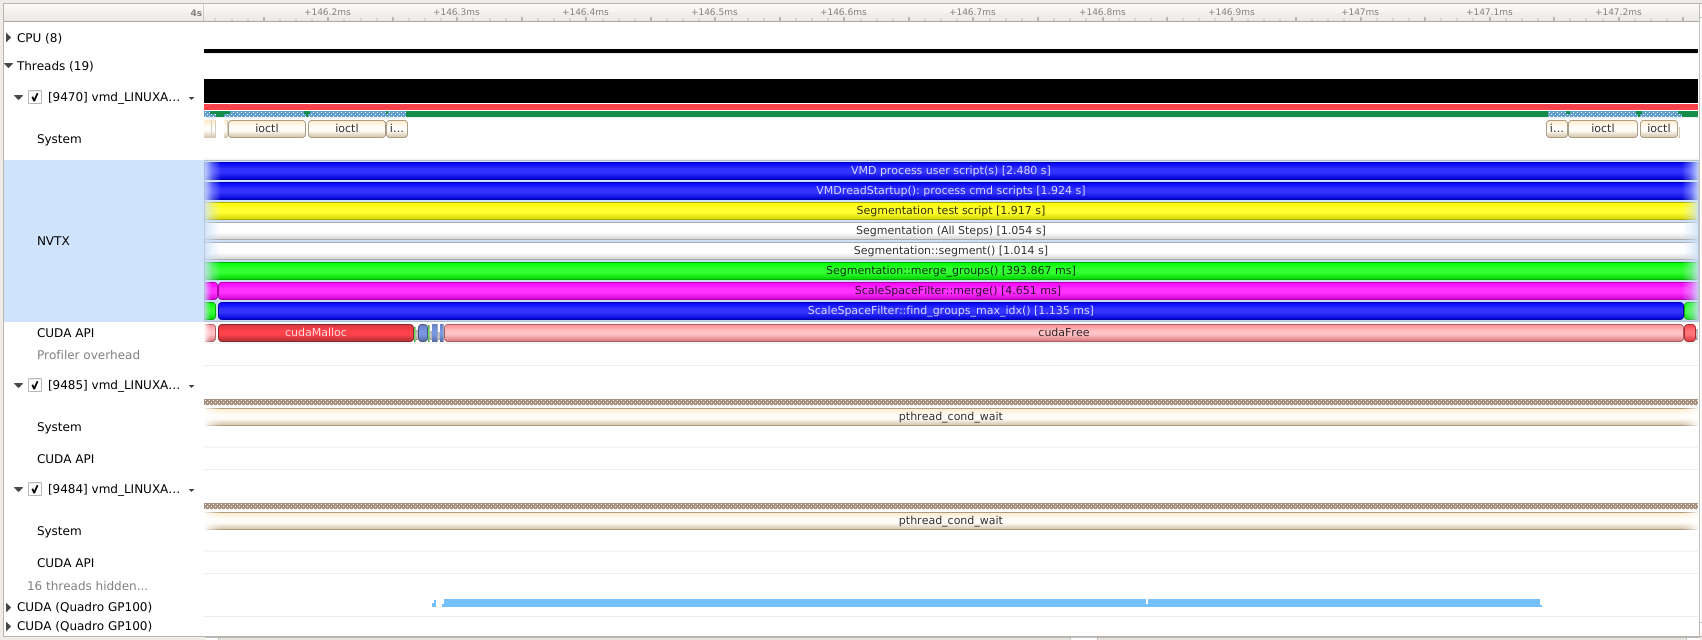 4s +146.2ms +146.3ms +146.4ms +146.5ms +146.6ms +146.7ms +146.8ms +146.9ms +147ms +147.1ms +147.2ms
CPU (8)
Threads (19)
[9470] vmd_LINUXA...
System ioctl ioctl i... i... ioctl ioctl
NVTX
VMD process user script(s) [2.480 s]
VMDreadStartup(): process cmd scripts [1.924 s]
Segmentation test script [1.917 s]
Segmentation (All Steps) [1.054 s]
Segmentation::segment() [1.014 s]
Segmentation::merge_groups() [393.867 ms]
ScaleSpaceFilter::merge() [4.651 ms]
ScaleSpaceFilter::find_groups_max_idx() [1.135 ms]
CUDA API cudaMalloc cudaFree
Profiler overhead
[9485] vmd_LINUXA...
System pthread_cond_wait
CUDA API
[9484] vmd_LINUXA...
System pthread_cond_wait
CUDA API
16 threads hidden...
CUDA (Quadro GP100)
CUDA (Quadro GP100)